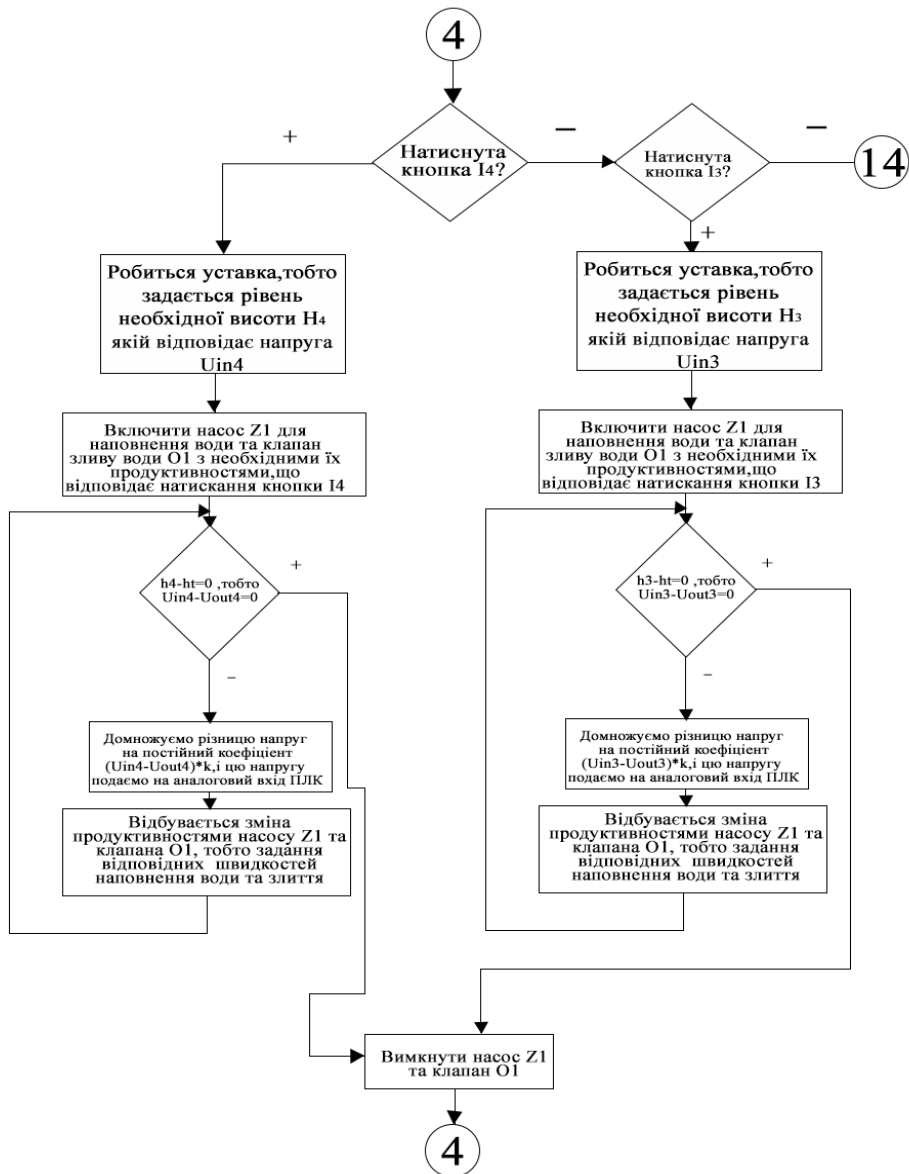 4
+
−
−
Натиснута
кнопка I4?
Натиснута
кнопка I3?
14
+
Робиться уставка,тобто
задається рівень
необхідної висоти H4
якій відповідає напруга
Uin4
Робиться уставка,тобто
задається рівень
необхідної висоти H3
якій відповідає напруга
Uin3
Включити насос Z1 для
наповнення води та клапан
зливу води O1 з необхідними їх
продуктивностями,що
відповідає натискання кнопки I4
Включити насос Z1 для
наповнення води та клапан
зливу води O1 з необхідними їх
продуктивностями,що
відповідає натискання кнопки I3
h4-ht=0 ,тобто
Uin4-Uout4=0
+
−
h3-ht=0 ,тобто
Uin3-Uout3=0
+
−
Домножуємо різницю напруг
на постійний коефіцієнт
(Uin4-Uout4)*k,і цю напругу
подаємо на аналоговий вхід ПЛК
Домножуємо різницю напруг
на постійний коефіцієнт
(Uin3-Uout3)*k,і цю напругу
подаємо на аналоговий вхід ПЛК
Відбувається зміна
продуктивностями насосу Z1 та
клапана O1, тобто задання
відповідних швидкостей
наповнення води та злиття
Відбувається зміна
продуктивностями насосу Z1 та
клапана O1, тобто задання
відповідних швидкостей
наповнення води та злиття
Вимкнути насос Z1
та клапан O1
4